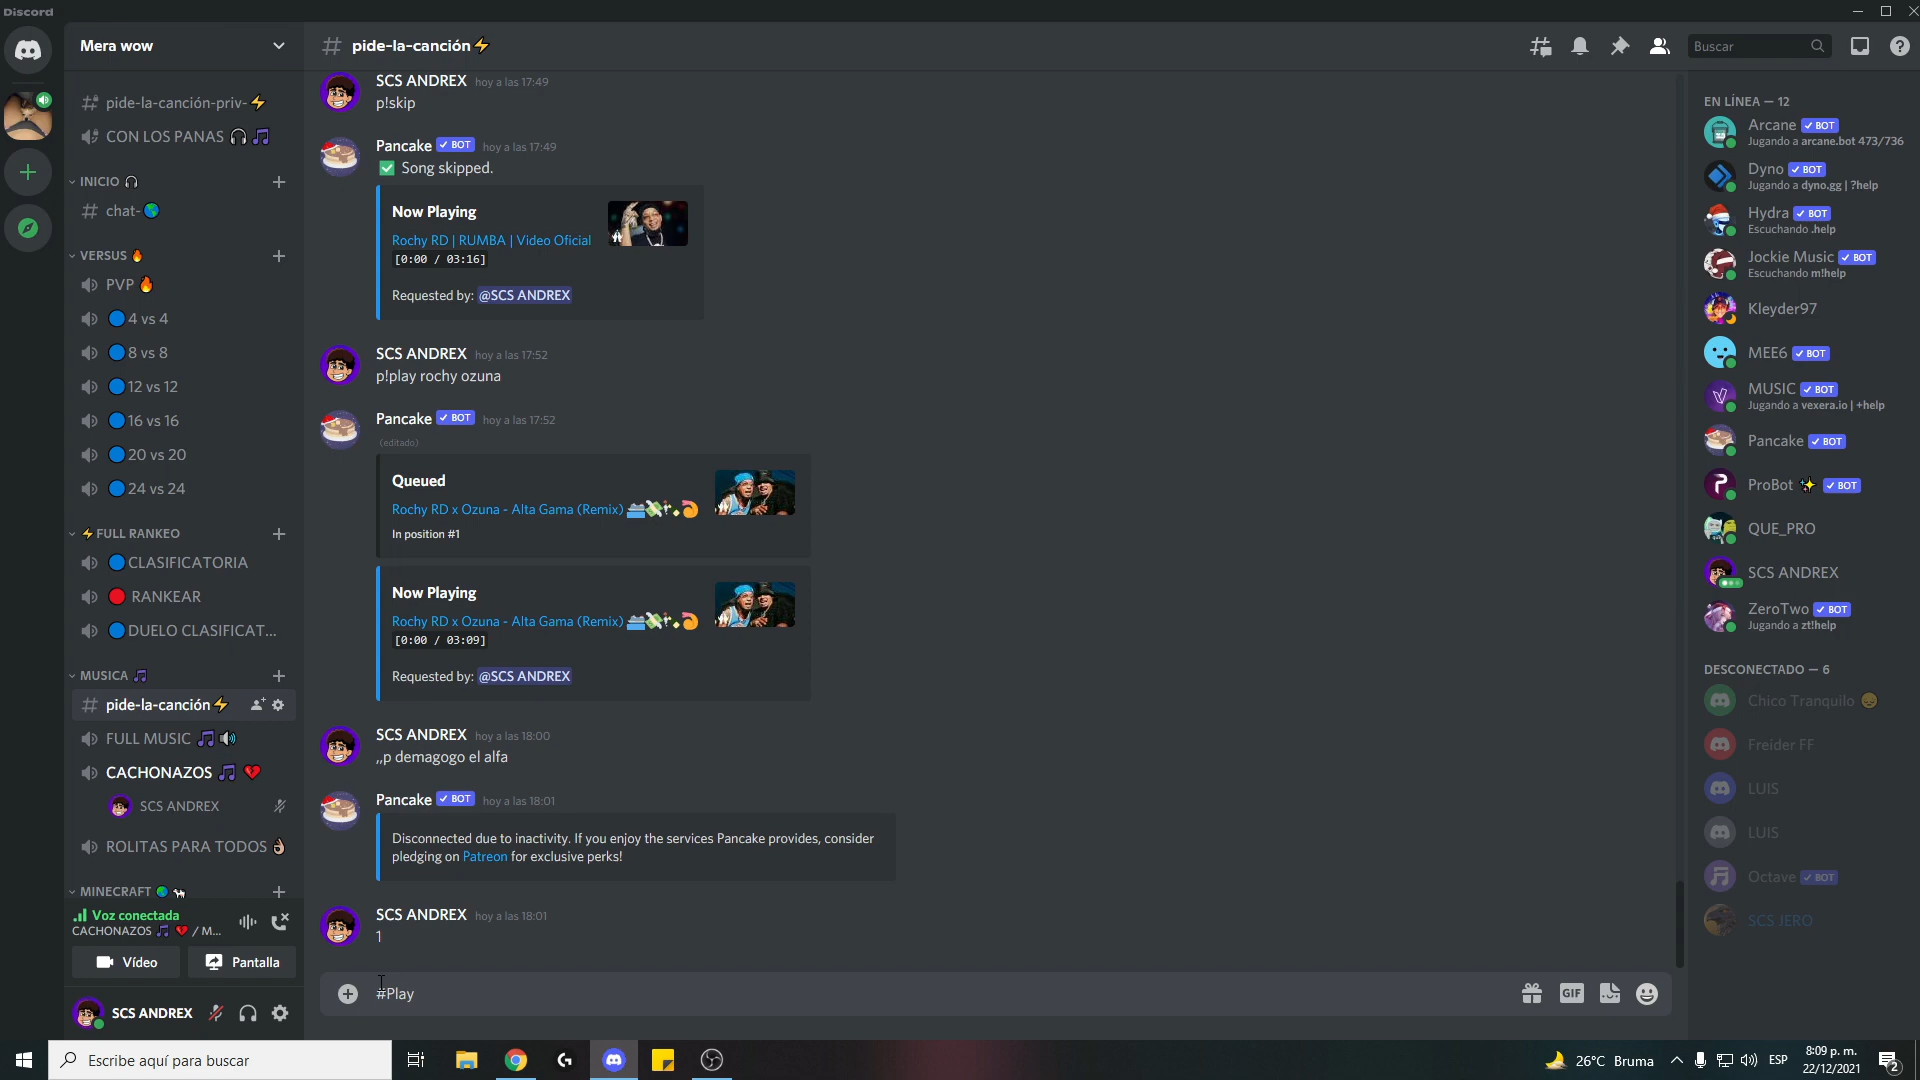 Discord
Mera wow
pide-la-canción-priv-
CON LOS PANAS
INICIO
chat-
VERSUS
PVP
4 vs 4
8 vs 8
12 vs 12
16 vs 16
20 vs 20
24 vs 24
FULL RANKEO
CLASIFICATORIA
RANKEAR
DUELO CLASIFICAT...
MUSICA
pide-la-canción
FULL MUSIC
CACHONAZOS
SCS ANDREX
ROLITAS PARA TODOS
MINECRAFT
Voz conectada
CACHONAZOS / M...
Vídeo
Pantalla
SCS ANDREX
# pide-la-canción
Buscar
SCS ANDREX hoy a las 17:49
p!skip
Pancake ✓ BOT hoy a las 17:49
Song skipped.
Now Playing
Rochy RD | RUMBA | Video Oficial
[0:00 / 03:16]
Requested by: @SCS ANDREX
SCS ANDREX hoy a las 17:52
p!play rochy ozuna
Pancake ✓ BOT hoy a las 17:52
(editado)
Queued
Rochy RD x Ozuna - Alta Gama (Remix)
In position #1
Now Playing
Rochy RD x Ozuna - Alta Gama (Remix)
[0:00 / 03:09]
Requested by: @SCS ANDREX
SCS ANDREX hoy a las 18:00
,,p demagogo el alfa
Pancake ✓ BOT hoy a las 18:01
Disconnected due to inactivity. If you enjoy the services Pancake provides, consider
pledging on Patreon for exclusive perks!
SCS ANDREX hoy a las 18:01
1
#Play
GIF
EN LÍNEA — 12
Arcane ✓ BOT
Jugando a arcane.bot 473/736
Dyno ✓ BOT
Jugando a dyno.gg | ?help
Hydra ✓ BOT
Escuchando .help
Jockie Music ✓ BOT
Escuchando m!help
Kleyder97
MEE6 ✓ BOT
MUSIC ✓ BOT
Jugando a vexera.io | +help
Pancake ✓ BOT
ProBot ✓ BOT
QUE_PRO
SCS ANDREX
ZeroTwo ✓ BOT
Jugando a zt!help
DESCONECTADO — 6
Chico Tranquilo
Freider FF
LUIS
LUIS
Octave ✓ BOT
SCS JERO
Escribe aquí para buscar
26°C Bruma
ESP
8:09 p. m.
22/12/2021
2